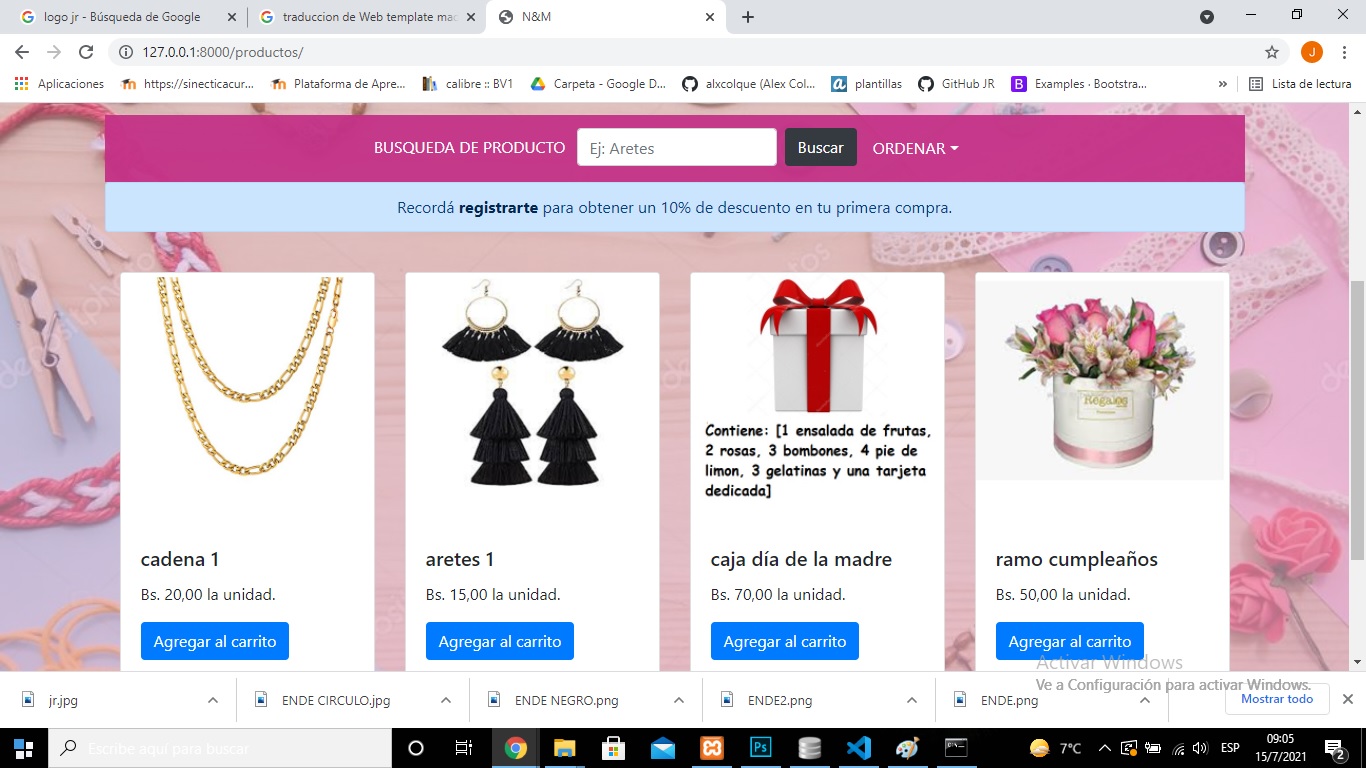 logo jr - Búsqueda de Google
traduccion de Web template mac
N&M
127.0.0.1:8000/productos/
J
Aplicaciones
https://sinecticacur...
Plataforma de Apre...
calibre :: BV1
Carpeta - Google D...
alxcolque (Alex Col...
plantillas
GitHub JR
Examples · Bootstra...
»
Lista de lectura
BUSQUEDA DE PRODUCTO
Ej: Aretes
Buscar
ORDENAR
Recordá registrarte para obtener un 10% de descuento en tu primera compra.
depositphotos
Contiene: [1 ensalada de frutas,
2 rosas, 3 bombones, 4 pie de
limon, 3 gelatinas y una tarjeta
dedicada]
Regalos
cadena 1
Bs. 20,00 la unidad.
Agregar al carrito
aretes 1
Bs. 15,00 la unidad.
Agregar al carrito
caja día de la madre
Bs. 70,00 la unidad.
Agregar al carrito
ramo cumpleaños
Bs. 50,00 la unidad.
Agregar al carrito
Activar Windows
Ve a Configuración para activar Windows.
jr.jpg
ENDE CIRCULO.jpg
ENDE NEGRO.png
ENDE2.png
ENDE.png
Mostrar todo
Escribe aquí para buscar
Ps
7°C
ESP
09:05
15/7/2021
2